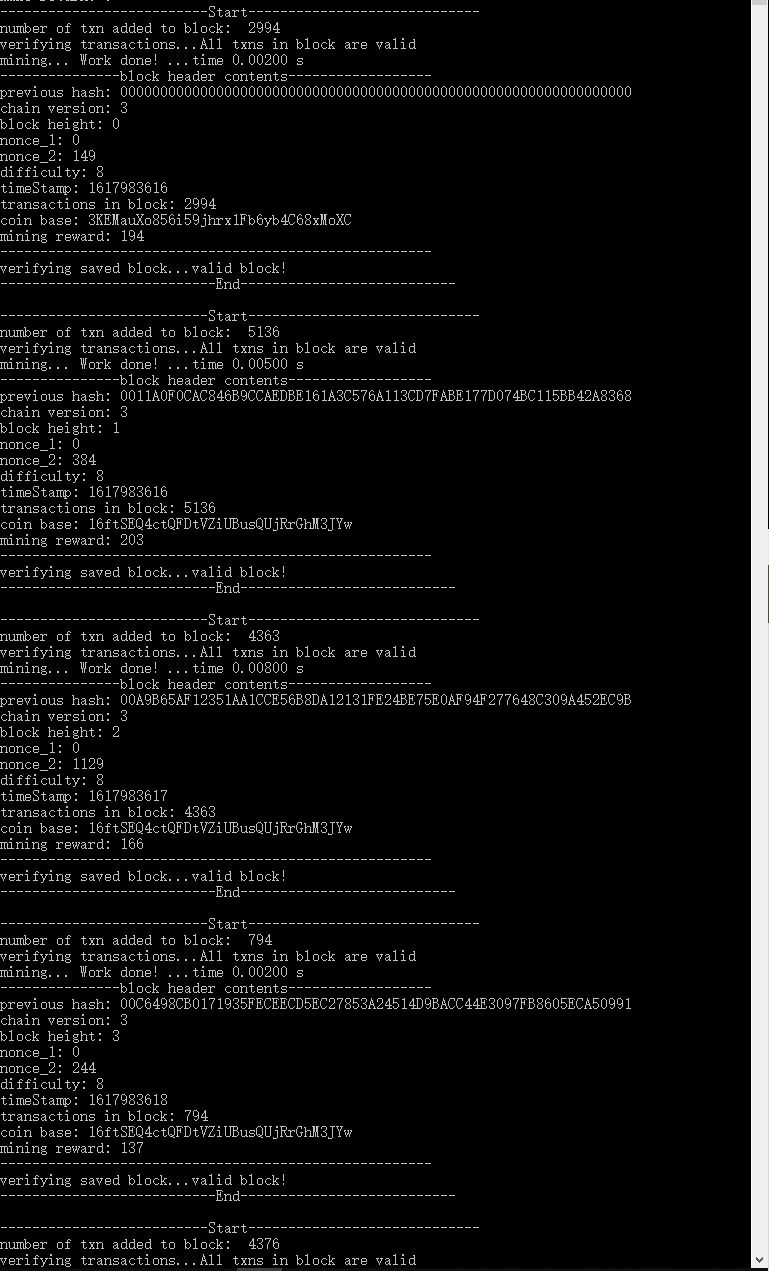 -------------------------Start----------------------------
number of txn added to block:  2994
verifying transactions...All txns in block are valid
mining... Work done! ...time 0.00200 s
---------------block header contents------------------
previous hash: 0000000000000000000000000000000000000000000000000000000000000000
chain version: 3
block height: 0
nonce_1: 0
nonce_2: 149
difficulty: 8
timeStamp: 1617983616
transactions in block: 2994
coin base: 3KEMauXo856i59jhrx1Fb6yb4C68xMoXC
mining reward: 194
------------------------------------------------------
verifying saved block...valid block!
---------------------------End---------------------------
--------------------------Start-----------------------------
number of txn added to block:  5136
verifying transactions...All txns in block are valid
mining... Work done! ...time 0.00500 s
---------------block header contents------------------
previous hash: 0011A0F0CAC846B9CCAEDBE161A3C576A113CD7FABE177D074BC115BB42A8368
chain version: 3
block height: 1
nonce_1: 0
nonce_2: 384
difficulty: 8
timeStamp: 1617983616
transactions in block: 5136
coin base: 16ftSEQ4ctQFDtVZiUBusQUjRrGhM3JYw
mining reward: 203
------------------------------------------------------
verifying saved block...valid block!
---------------------------End---------------------------
--------------------------Start-----------------------------
number of txn added to block:  4363
verifying transactions...All txns in block are valid
mining... Work done! ...time 0.00800 s
---------------block header contents------------------
previous hash: 00A9B65AF12351AA1CCE56B8DA12131FE24BE75E0AF94F277648C309A452EC9B
chain version: 3
block height: 2
nonce_1: 0
nonce_2: 1129
difficulty: 8
timeStamp: 1617983617
transactions in block: 4363
coin base: 16ftSEQ4ctQFDtVZiUBusQUjRrGhM3JYw
mining reward: 166
------------------------------------------------------
verifying saved block...valid block!
---------------------------End---------------------------
--------------------------Start-----------------------------
number of txn added to block:  794
verifying transactions...All txns in block are valid
mining... Work done! ...time 0.00200 s
---------------block header contents------------------
previous hash: 00C6498CB0171935FECEECD5EC27853A24514D9BACC44E3097FB8605ECA50991
chain version: 3
block height: 3
nonce_1: 0
nonce_2: 244
difficulty: 8
timeStamp: 1617983618
transactions in block: 794
coin base: 16ftSEQ4ctQFDtVZiUBusQUjRrGhM3JYw
mining reward: 137
------------------------------------------------------
verifying saved block...valid block!
---------------------------End---------------------------
--------------------------Start-----------------------------
number of txn added to block:  4376
verifying transactions...All txns in block are valid